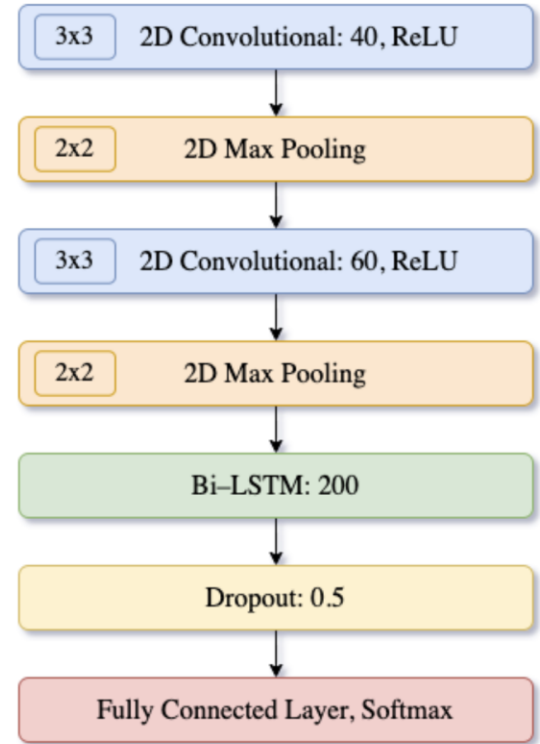 3x3 2D Convolutional: 40, ReLU
2x2 2D Max Pooling
3x3 2D Convolutional: 60, ReLU
2x2 2D Max Pooling
Bi–LSTM: 200
Dropout: 0.5
Fully Connected Layer, Softmax